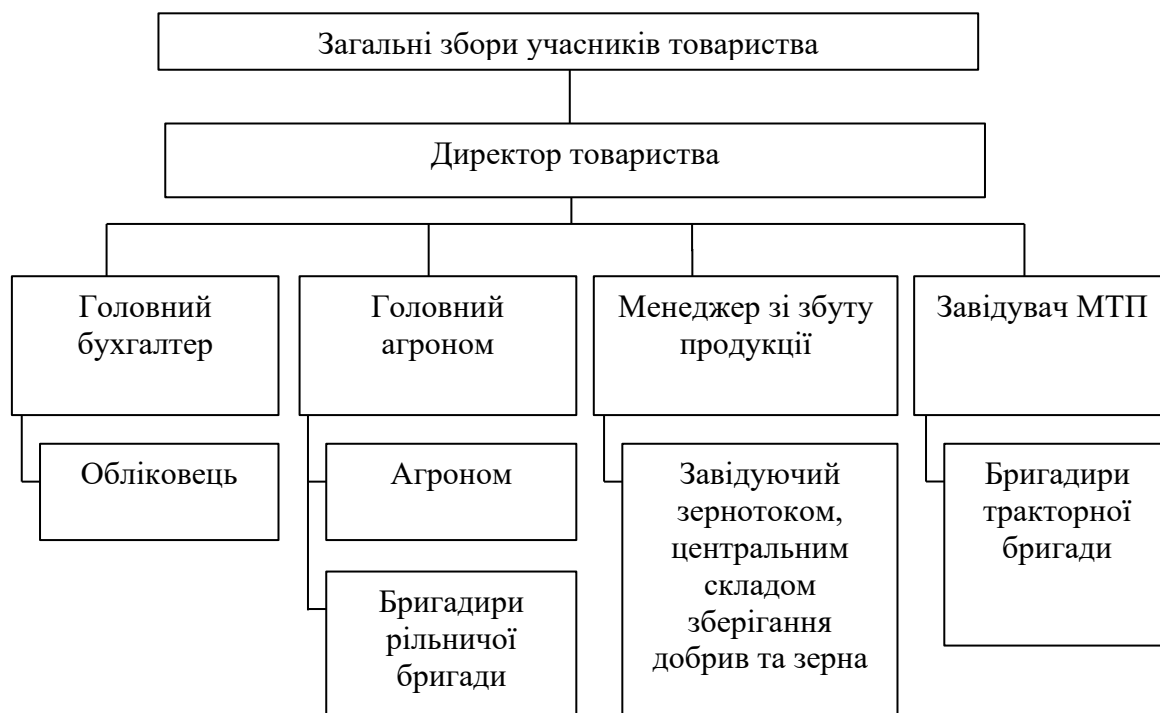 Загальні збори учасників товариства
Директор товариства
Головний
бухгалтер
Головний
агроном
Менеджер зі збуту
продукції
Завідувач МТП
Обліковець
Агроном
Бригадири
рільничої
бригади
Завідуючий
зернотоком,
центральним
складом
зберігання
добрив та зерна
Бригадири
тракторної
бригади